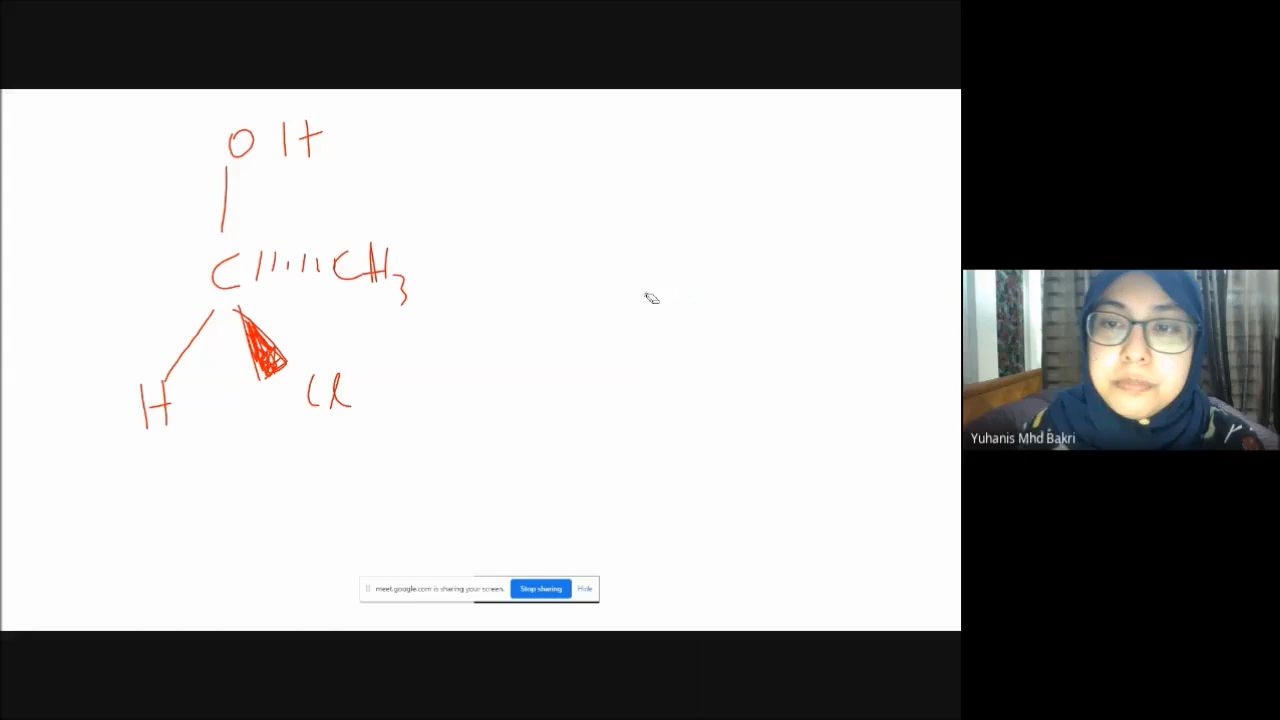 OH
C CH3
H Cl
Yuhanis Mhd Bakri
meet.google.com is sharing your screen. Stop sharing Hide